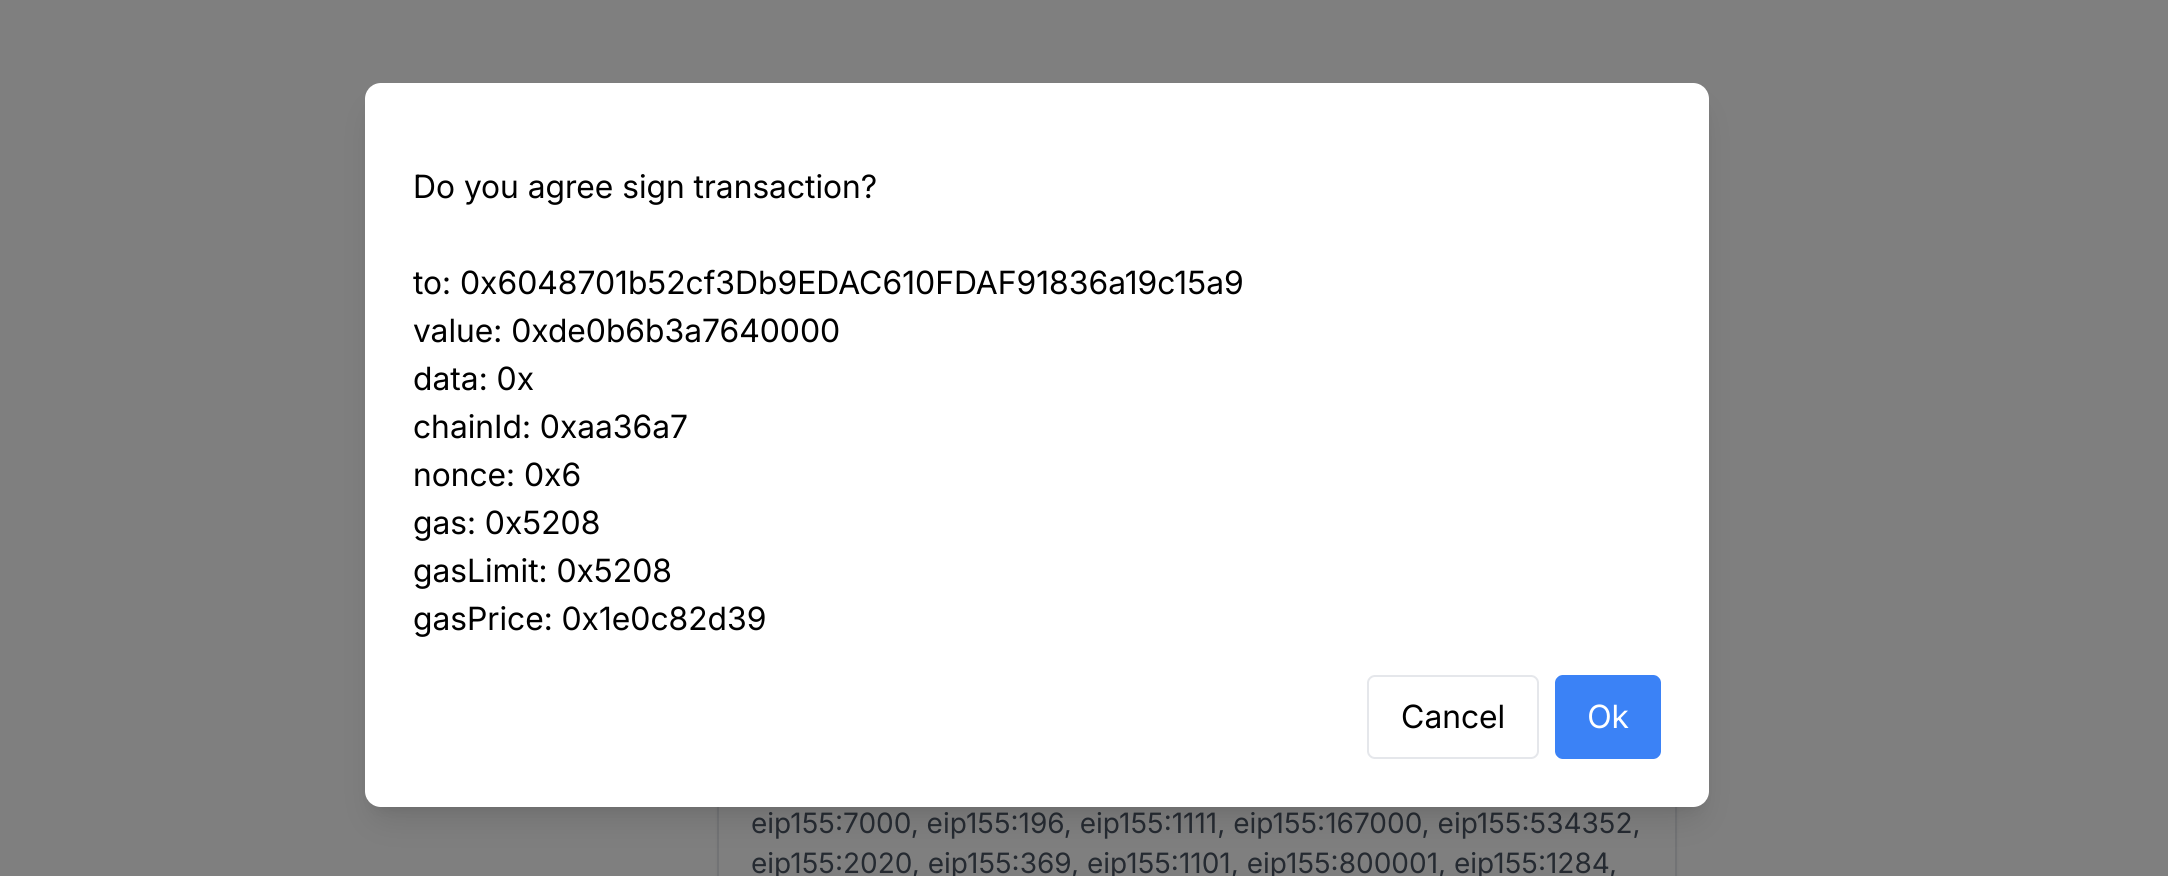 Do you agree sign transaction?
to: 0x6048701b52cf3Db9EDAC610FDAF91836a19c15a9
value: 0xde0b6b3a7640000
data: 0x
chainId: 0xaa36a7
nonce: 0x6
gas: 0x5208
gasLimit: 0x5208
gasPrice: 0x1e0c82d39
Cancel
Ok
eip155:7000, eip155:196, eip155:1111, eip155:167000, eip155:534352,
eip155:2020, eip155:369, eip155:1101, eip155:800001, eip155:1284,